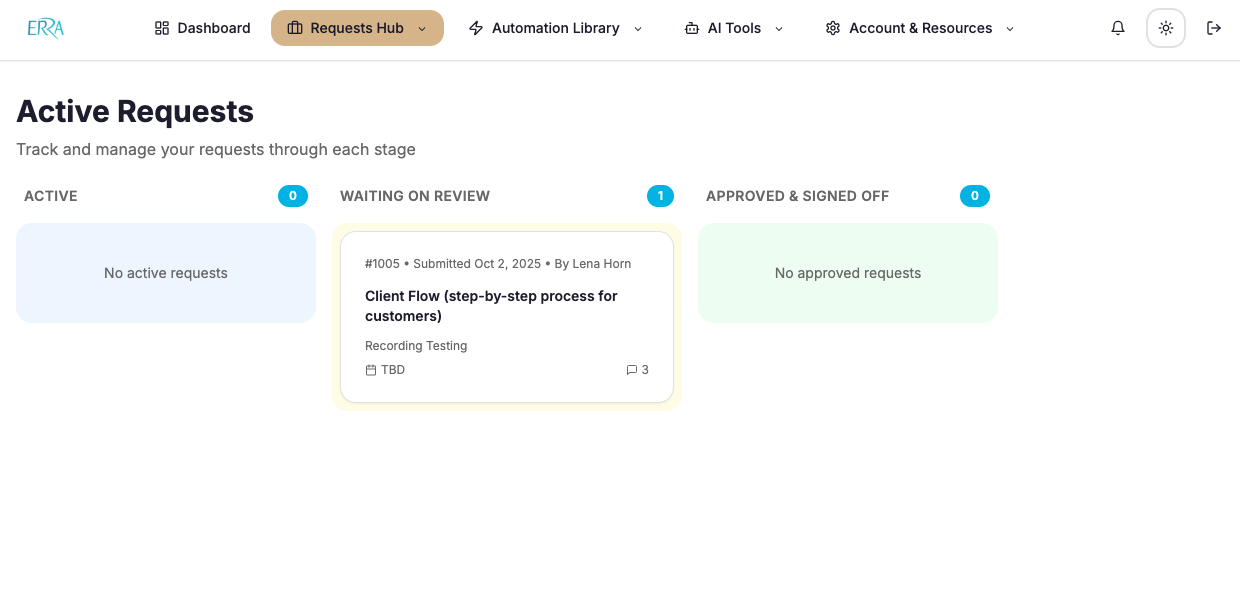 ERRA
Dashboard
Requests Hub
Automation Library
AI Tools
Account & Resources
Active Requests
Track and manage your requests through each stage
ACTIVE
0
No active requests
WAITING ON REVIEW
1
#1005 • Submitted Oct 2, 2025 • By Lena Horn
Client Flow (step-by-step process for
customers)
Recording Testing
TBD
3
APPROVED & SIGNED OFF
0
No approved requests